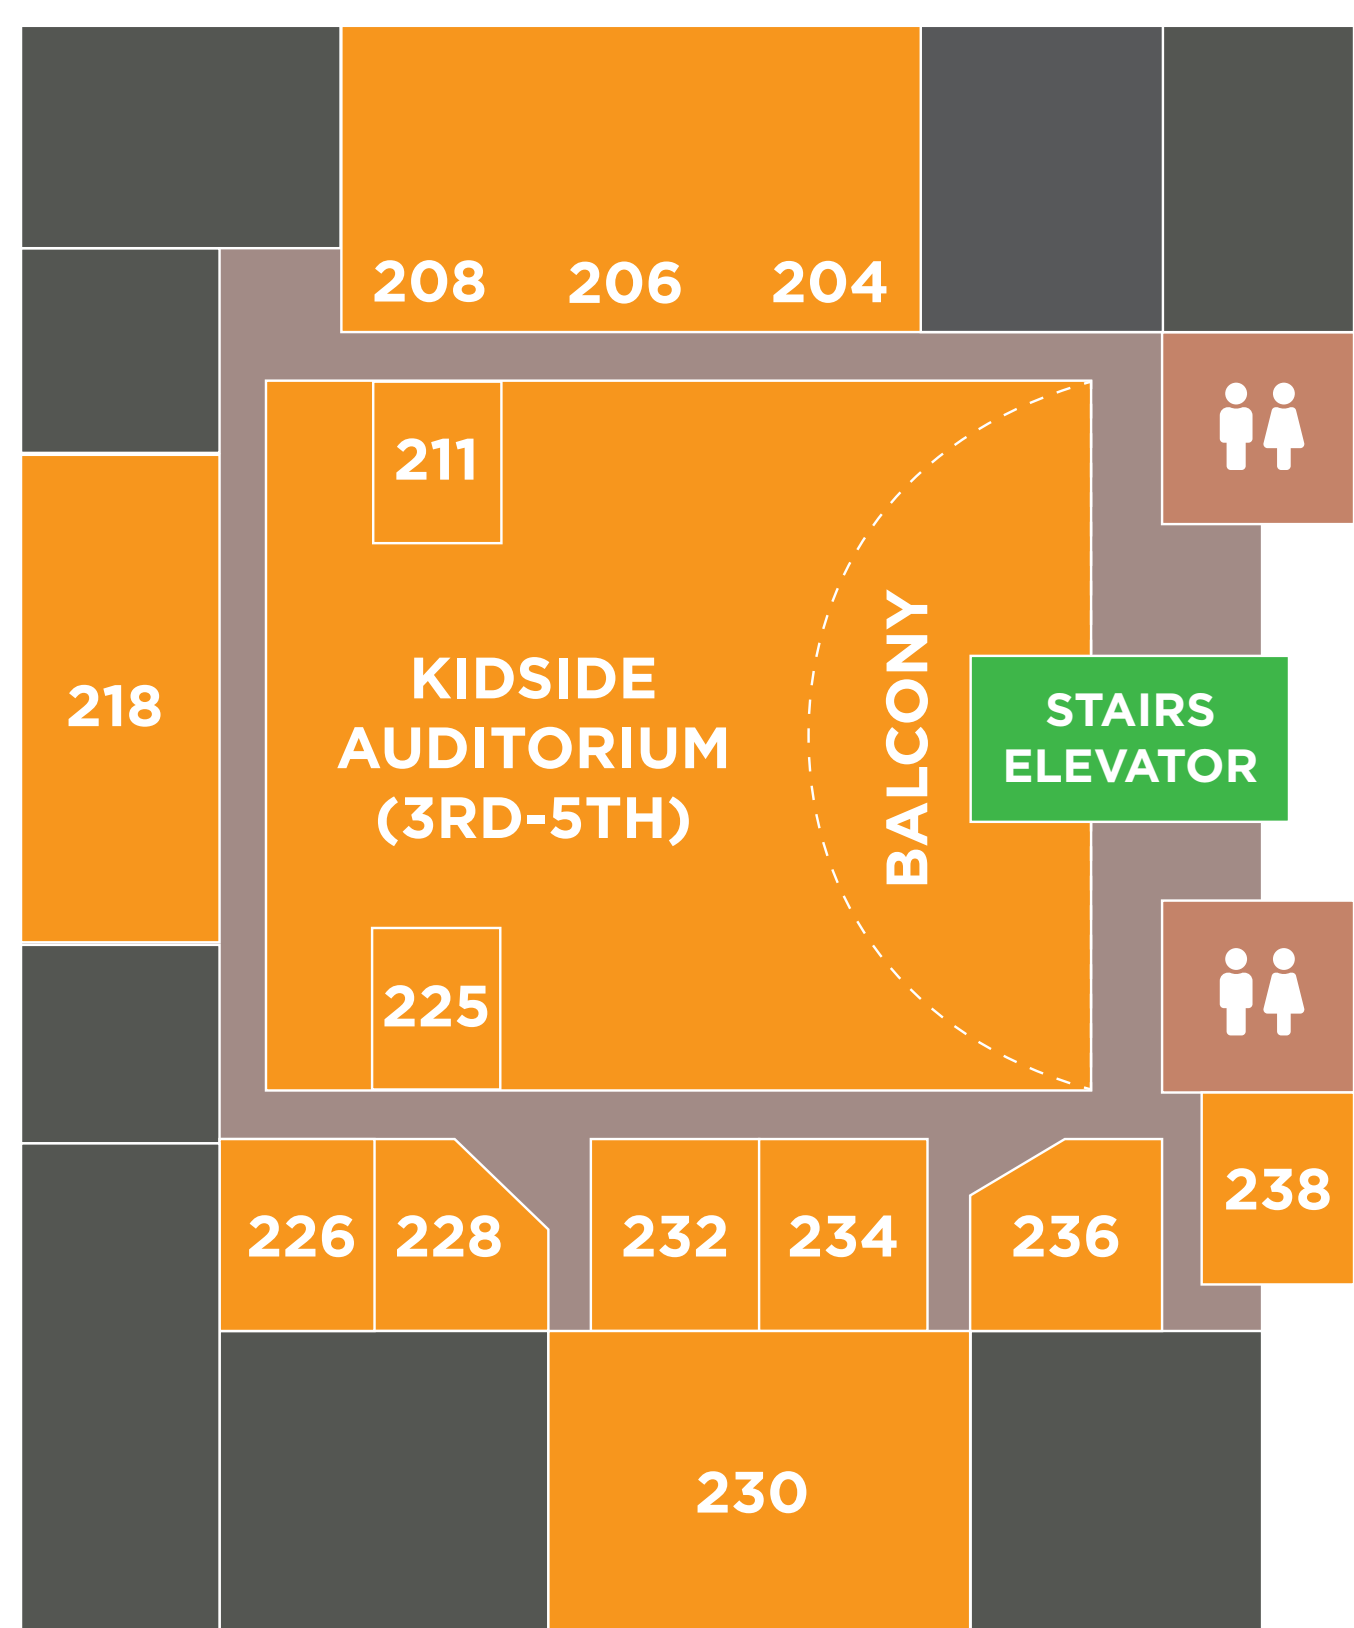 208 206 204
211
KIDSIDE
AUDITORIUM
(3RD-5TH)
BALCONY
STAIRS
ELEVATOR
218
225
226 228 232 234 236 238
230